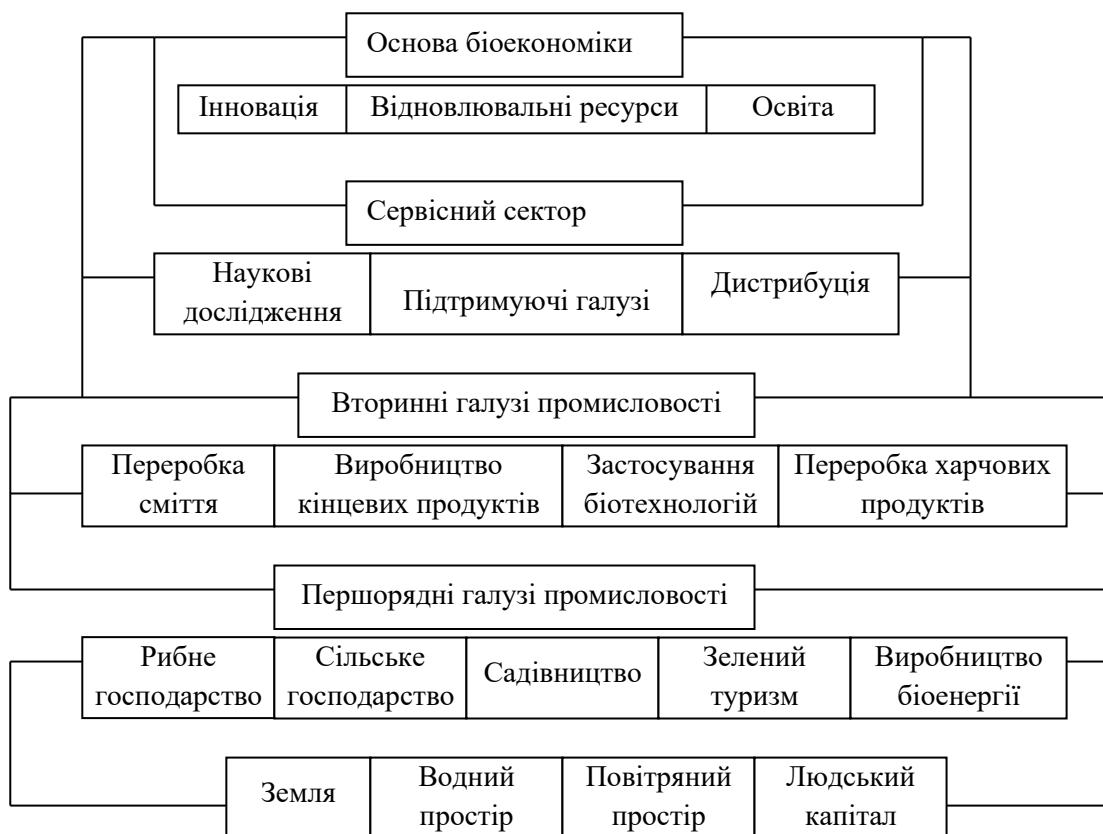 Основа біоекономіки
Інновація
Відновлювальні ресурси
Освіта
Сервісний сектор
Наукові
дослідження
Підтримуючі галузі
Дистрибуція
Вторинні галузі промисловості
Переробка
сміття
Виробництво
кінцевих продуктів
Застосування
біотехнологій
Переробка харчових
продуктів
Першорядні галузі промисловості
Рибне
господарство
Сільське
господарство
Садівництво
Зелений
туризм
Виробництво
біоенергії
Земля
Водний
простір
Повітряний
простір
Людський
капітал